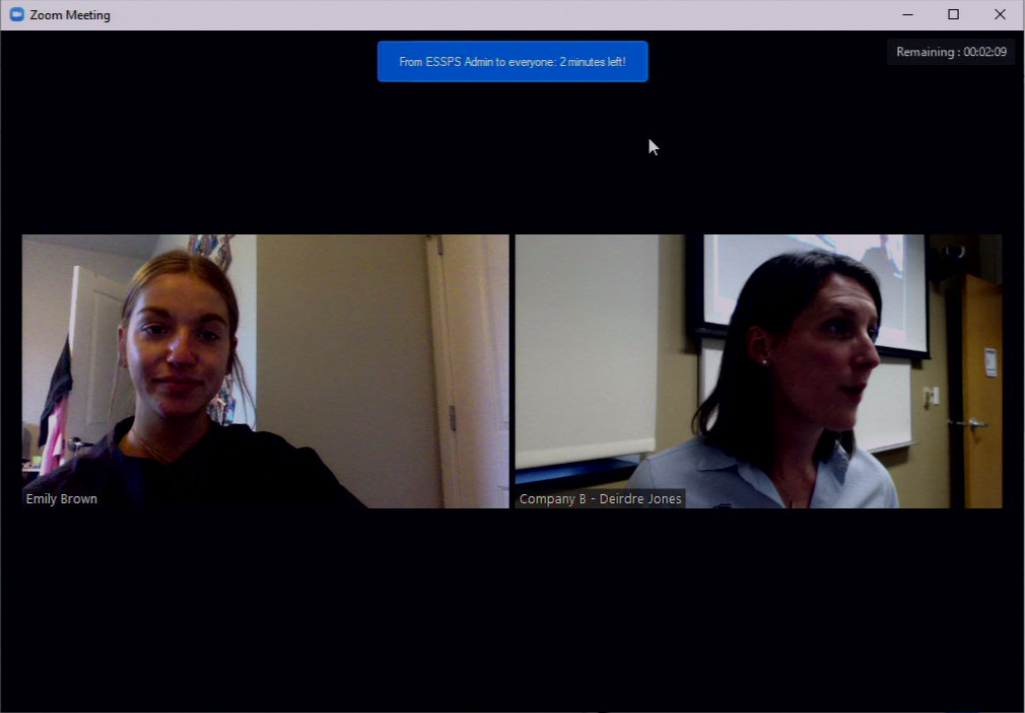 Zoom Meeting
From ESSPS Admin to everyone: 2 minutes left!
Remaining : 00:02:09
Emily Brown
Company B - Deirdre Jones